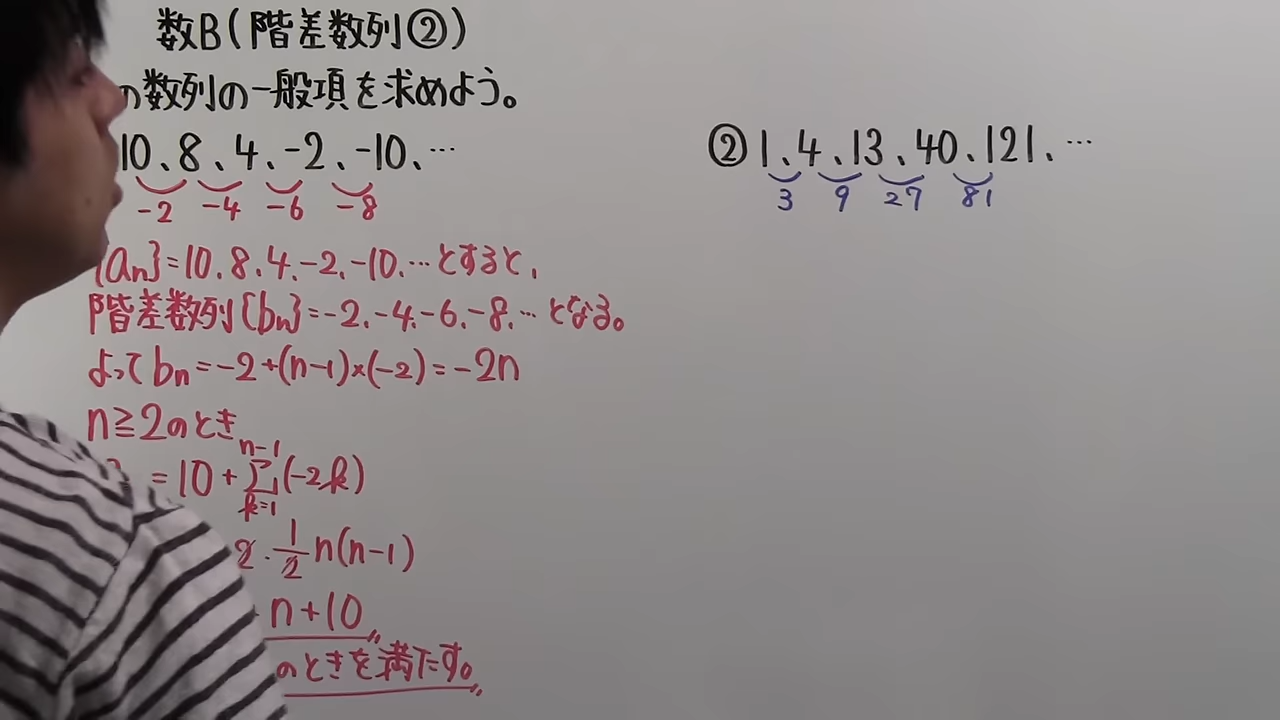 数B(階差数列②)
の数列の一般項を求めよう。
10、8、4、-2、-10、…
-2 -4 -6 -8
{an}=10、8、4、-2、-10、…とすると、
階差数列{bn}=-2、-4、-6、-8、…となる。
よってbn=-2+(n-1)×(-2)=-2n
n≧2のとき
=10+Σ[k=1, n-1](-2k)
2・1/2 n(n-1)
n+10
のときを満たす。
②1、4、13、40、121、…
3 9 27 81